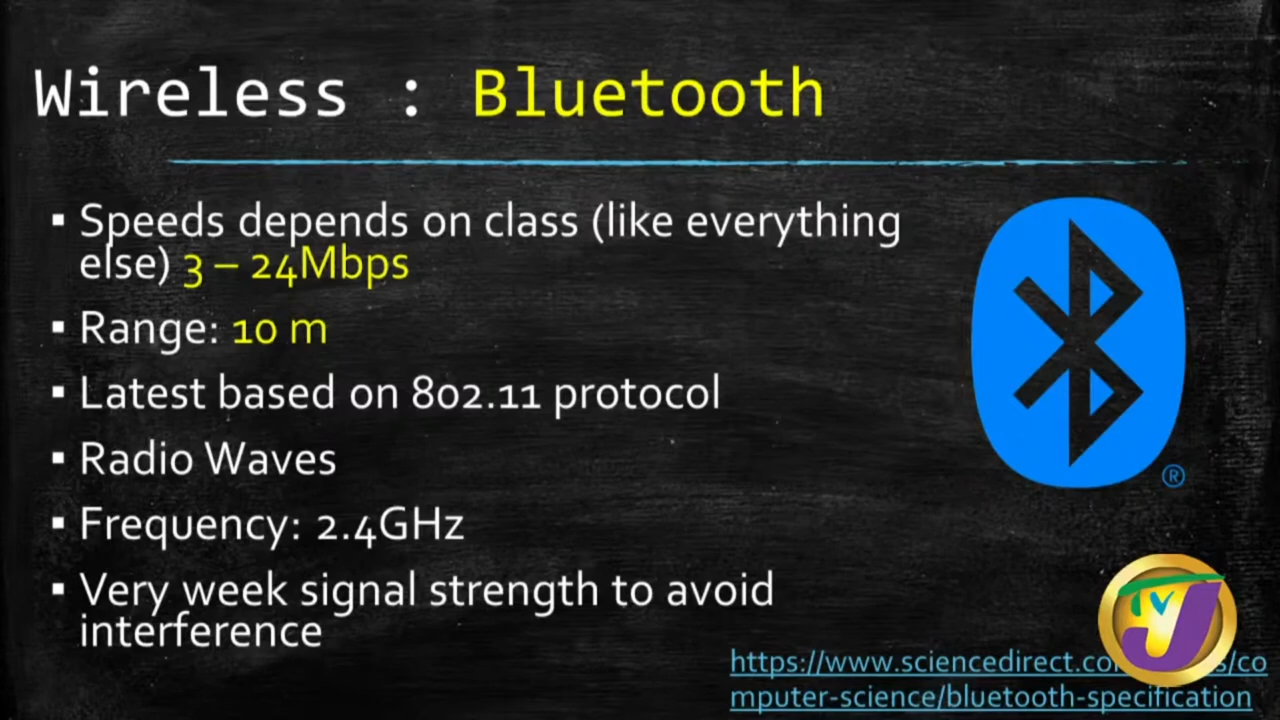 Wireless : Bluetooth
▪ Speeds depends on class (like everything
else) 3 – 24Mbps
▪ Range: 10 m
▪ Latest based on 802.11 protocol
▪ Radio Waves
▪ Frequency: 2.4GHz
▪ Very week signal strength to avoid
interference
®
TVJ
https://www.sciencedirect.co s/co
mputer-science/bluetooth-specification